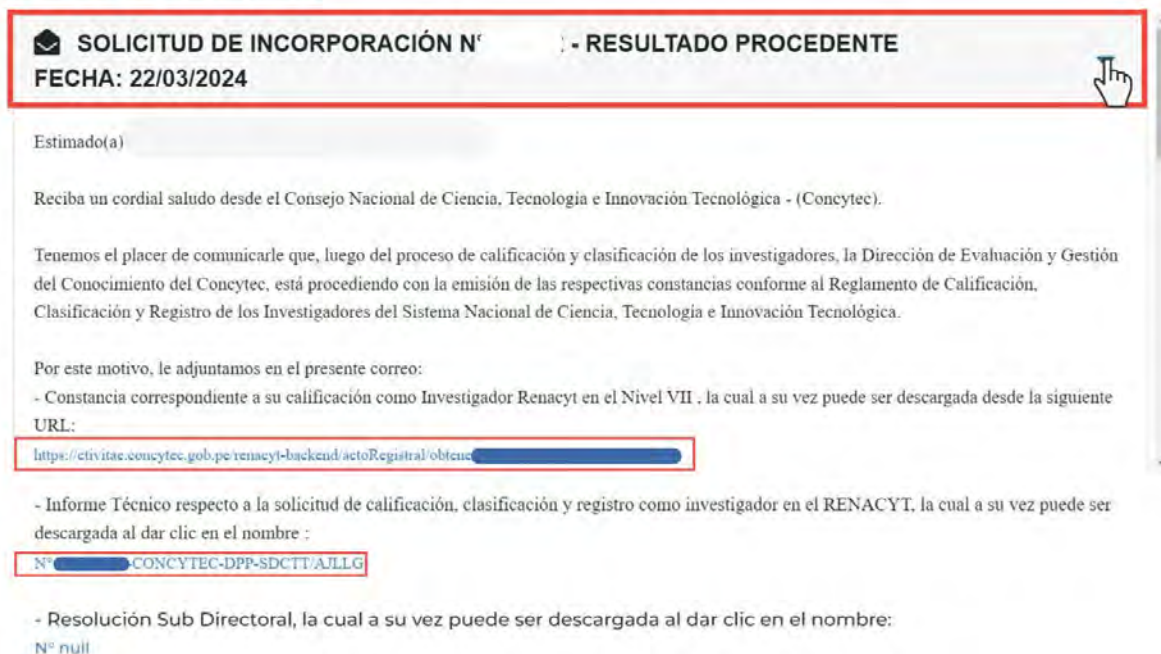 SOLICITUD DE INCORPORACIÓN N° - RESULTADO PROCEDENTE
FECHA: 22/03/2024
Estimado(a)
Reciba un cordial saludo desde el Consejo Nacional de Ciencia, Tecnología e Innovación Tecnológica - (Concytec).
Tenemos el placer de comunicarle que, luego del proceso de calificación y clasificación de los investigadores, la Dirección de Evaluación y Gestión
del Conocimiento del Concytec, está procediendo con la emisión de las respectivas constancias conforme al Reglamento de Calificación,
Clasificación y Registro de los Investigadores del Sistema Nacional de Ciencia, Tecnología e Innovación Tecnológica.
Por este motivo, le adjuntamos en el presente correo:
- Constancia correspondiente a su calificación como Investigador Renacyt en el Nivel VII , la cual a su vez puede ser descargada desde la siguiente
URL:
https://ctivitae.concytec.gob.pe/renacyt-backend/actoRegistral/obtene
- Informe Técnico respecto a la solicitud de calificación, clasificación y registro como investigador en el RENACYT, la cual a su vez puede ser
descargada al dar clic en el nombre :
N° -CONCYTEC-DPP-SDCTT/AJLLG
- Resolución Sub Directoral, la cual a su vez puede ser descargada al dar clic en el nombre:
N° null